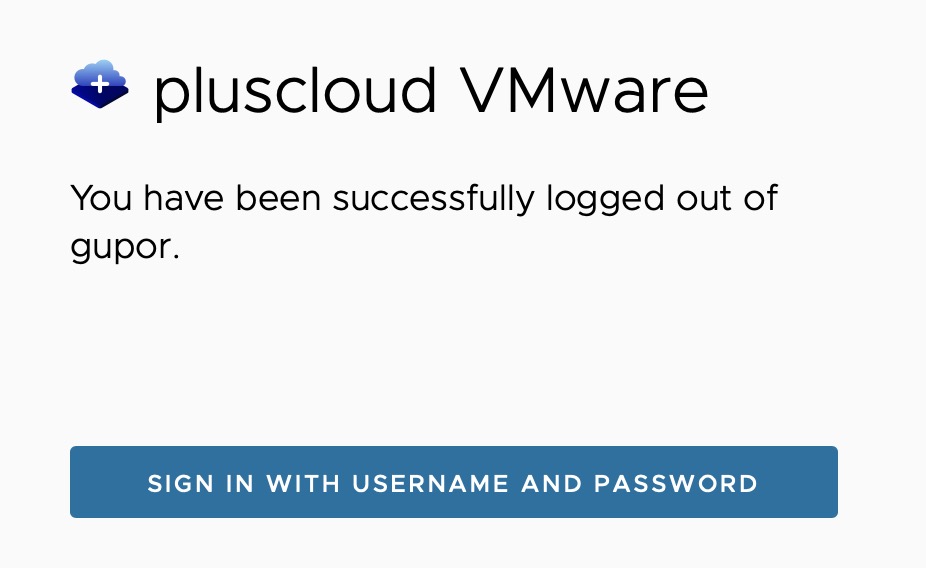 pluscloud VMware
You have been successfully logged out of
gupor.
SIGN IN WITH USERNAME AND PASSWORD